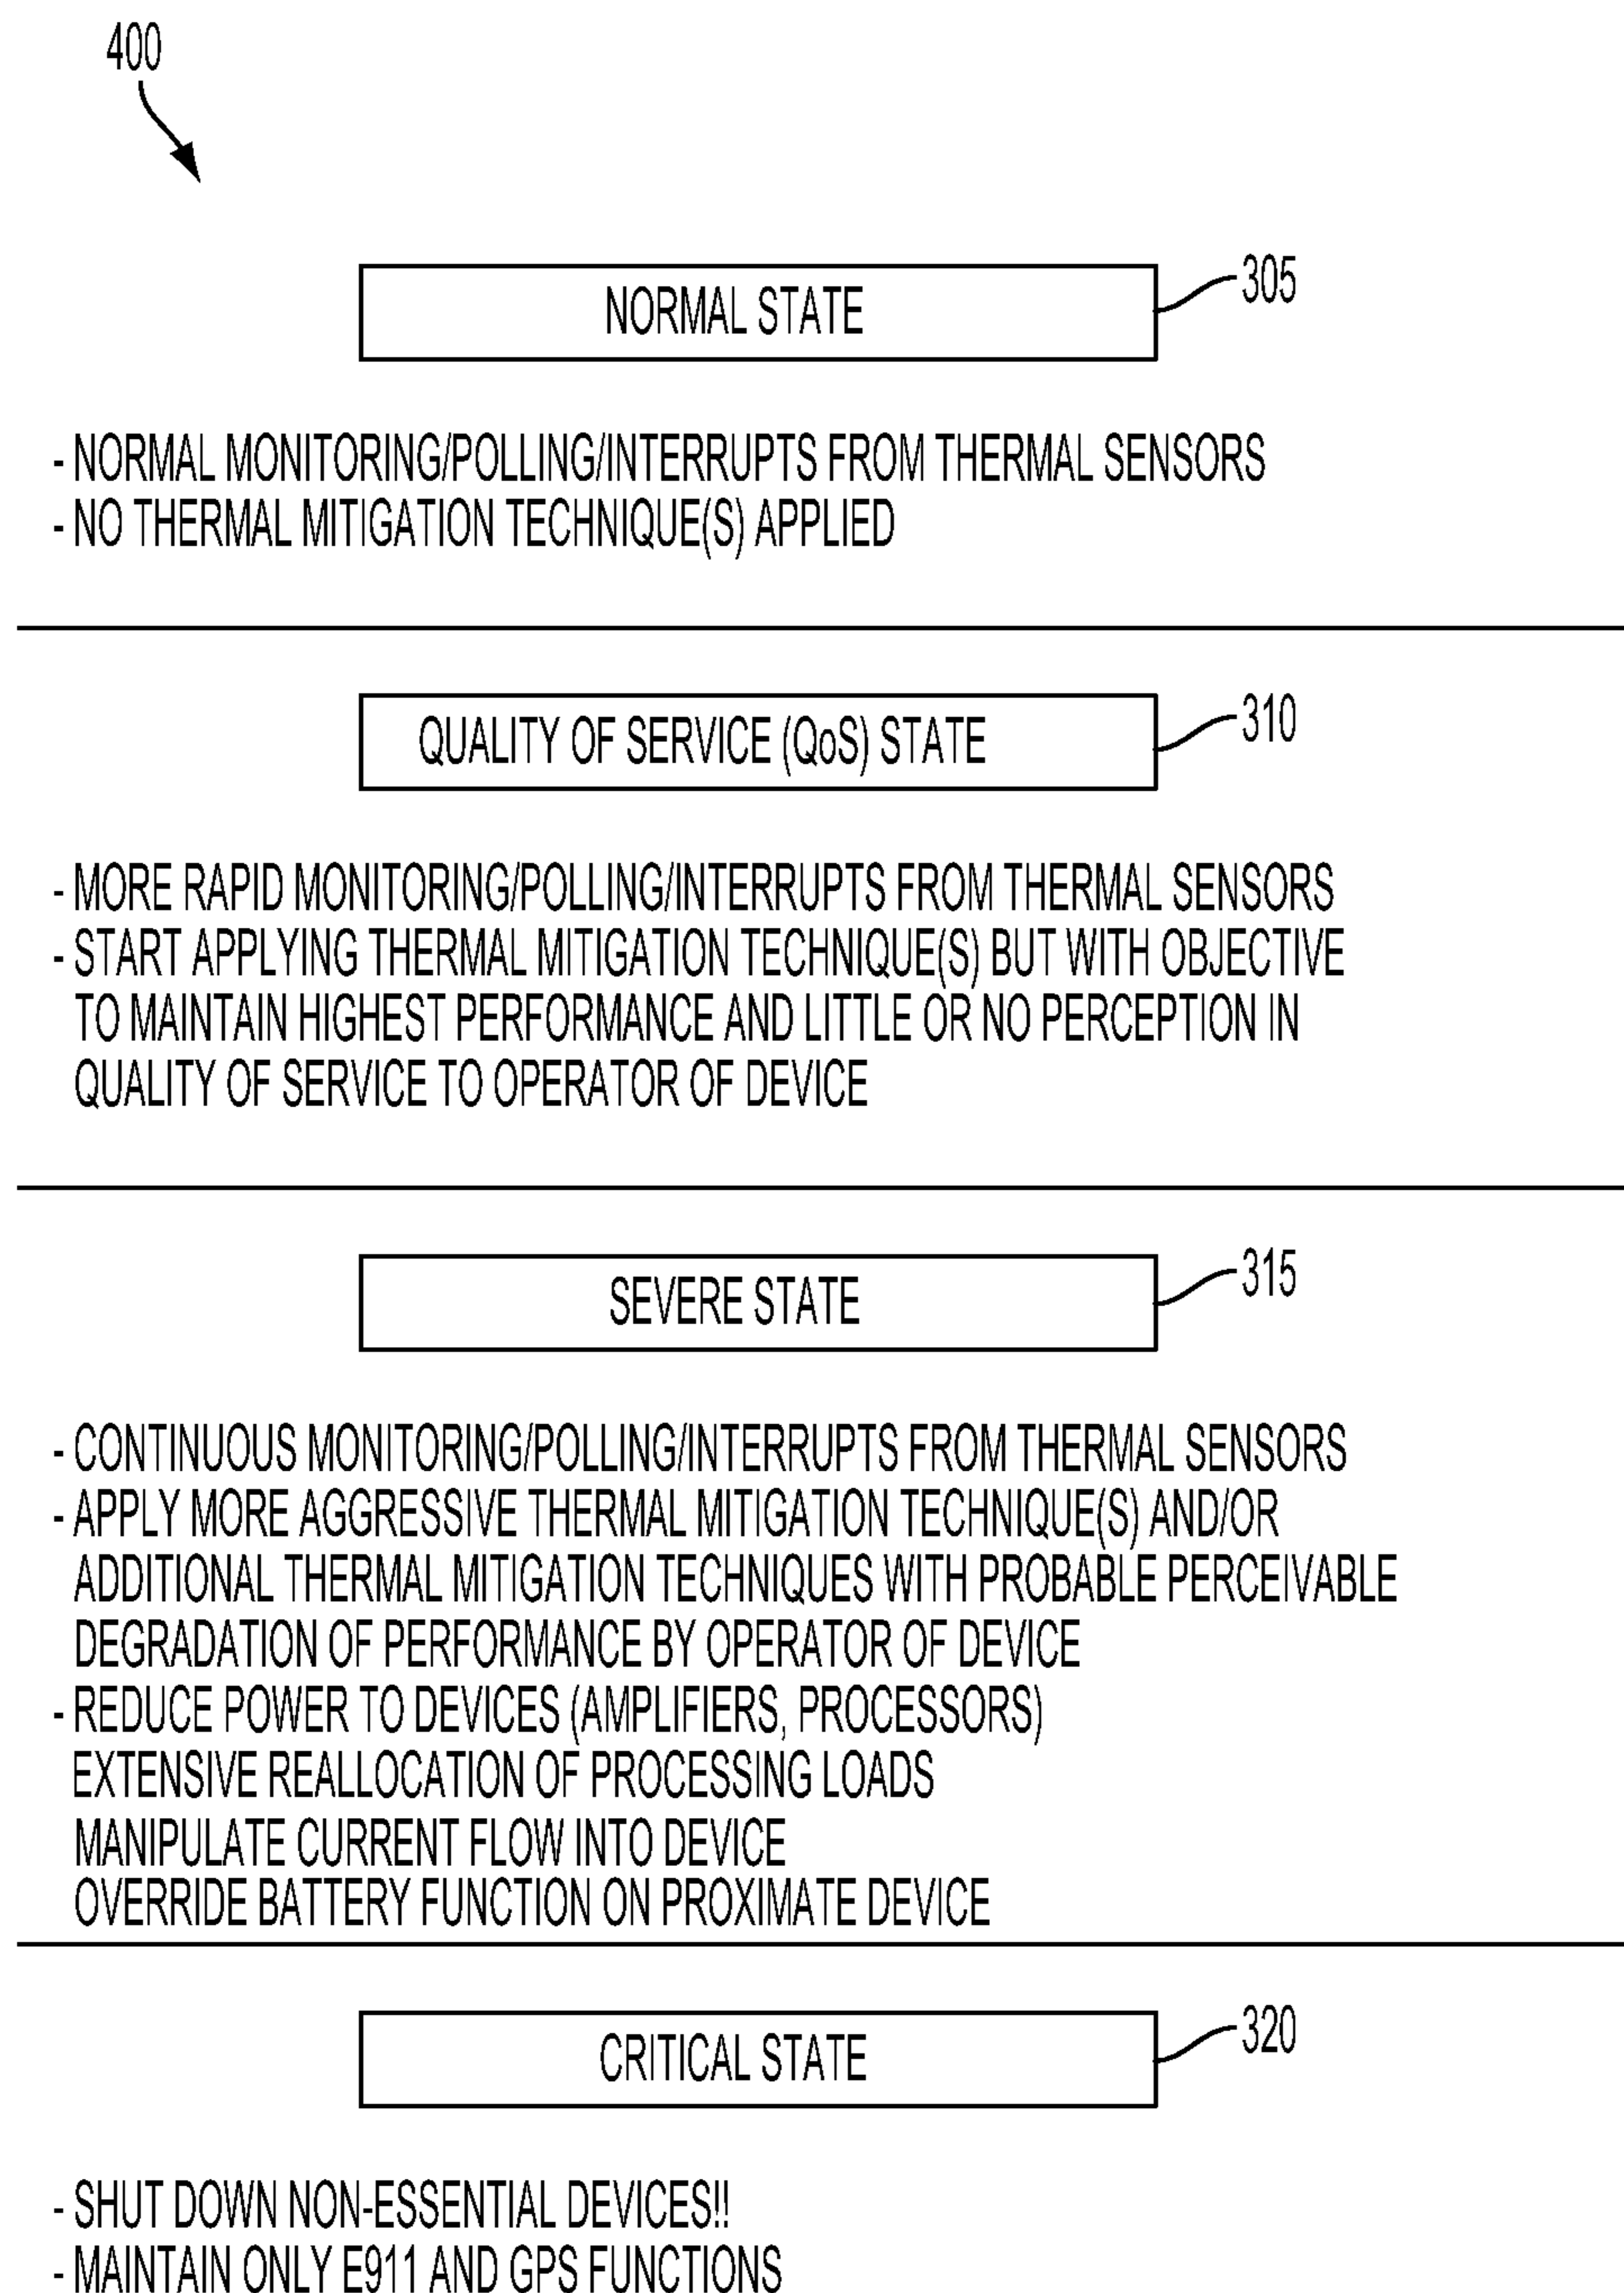 400
NORMAL STATE
305
- NORMAL MONITORING/POLLING/INTERRUPTS FROM THERMAL SENSORS
- NO THERMAL MITIGATION TECHNIQUE(S) APPLIED
QUALITY OF SERVICE (QoS) STATE
310
- MORE RAPID MONITORING/POLLING/INTERRUPTS FROM THERMAL SENSORS
- START APPLYING THERMAL MITIGATION TECHNIQUE(S) BUT WITH OBJECTIVE
TO MAINTAIN HIGHEST PERFORMANCE AND LITTLE OR NO PERCEPTION IN
QUALITY OF SERVICE TO OPERATOR OF DEVICE
SEVERE STATE
315
- CONTINUOUS MONITORING/POLLING/INTERRUPTS FROM THERMAL SENSORS
- APPLY MORE AGGRESSIVE THERMAL MITIGATION TECHNIQUE(S) AND/OR
ADDITIONAL THERMAL MITIGATION TECHNIQUES WITH PROBABLE PERCEIVABLE
DEGRADATION OF PERFORMANCE BY OPERATOR OF DEVICE
- REDUCE POWER TO DEVICES (AMPLIFIERS, PROCESSORS)
EXTENSIVE REALLOCATION OF PROCESSING LOADS
MANIPULATE CURRENT FLOW INTO DEVICE
OVERRIDE BATTERY FUNCTION ON PROXIMATE DEVICE
CRITICAL STATE
320
- SHUT DOWN NON-ESSENTIAL DEVICES!!
- MAINTAIN ONLY E911 AND GPS FUNCTIONS